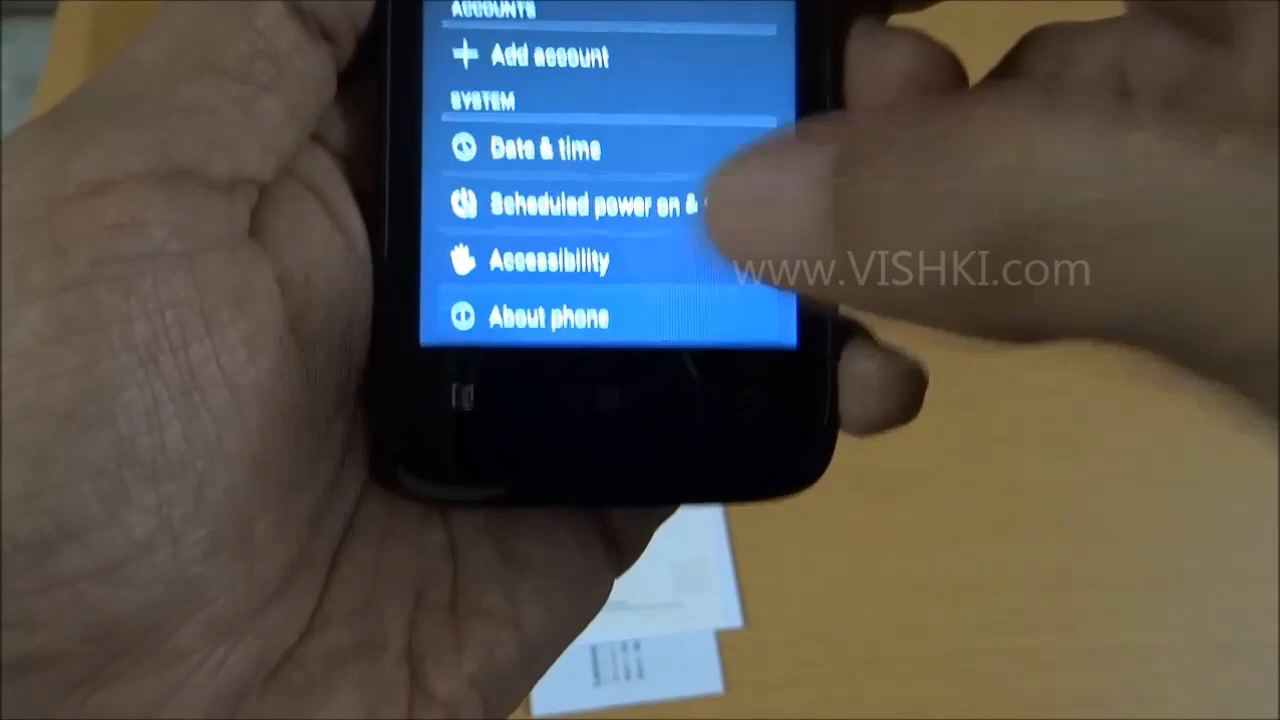 ACCOUNTS
Add account
SYSTEM
Date & time
Scheduled power on &
Accessibility
www.VISHKI.com
About phone